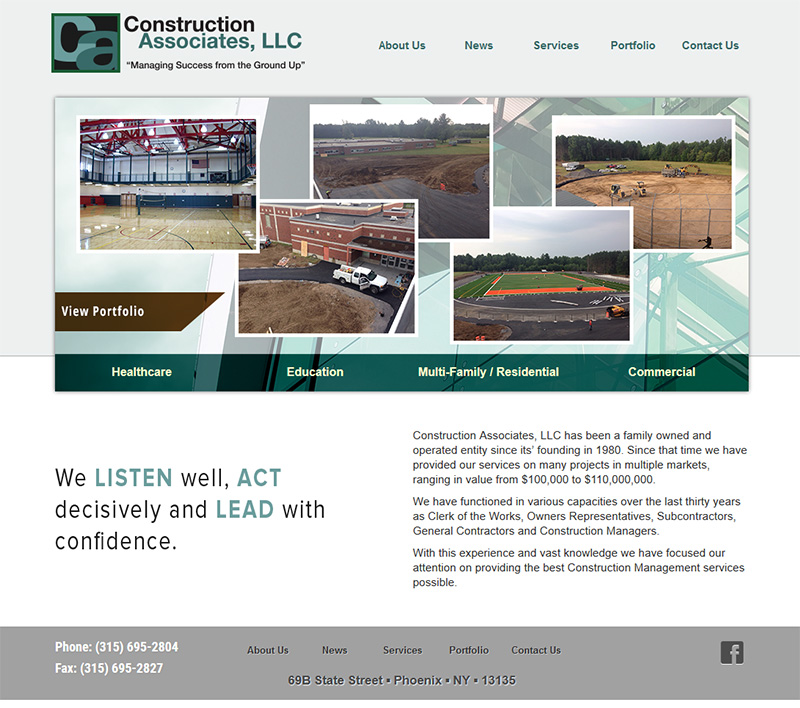 Ca
Construction
Associates, LLC
“Managing Success from the Ground Up”
About Us News Services Portfolio Contact Us
View Portfolio
Healthcare Education Multi-Family / Residential Commercial
We LISTEN well, ACT
decisively and LEAD with
confidence.
Construction Associates, LLC has been a family owned and
operated entity since its’ founding in 1980. Since that time we have
provided our services on many projects in multiple markets,
ranging in value from $100,000 to $110,000,000.
We have functioned in various capacities over the last thirty years
as Clerk of the Works, Owners Representatives, Subcontractors,
General Contractors and Construction Managers.
With this experience and vast knowledge we have focused our
attention on providing the best Construction Management services
possible.
Phone: (315) 695-2804
Fax: (315) 695-2827
About Us News Services Portfolio Contact Us
69B State Street ▪ Phoenix ▪ NY ▪ 13135
f